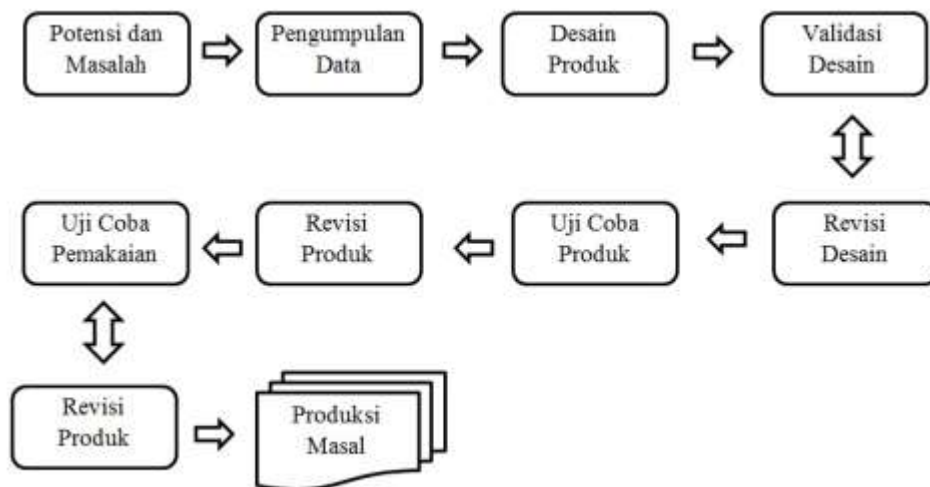 Potensi dan
Masalah
Pengumpulan
Data
Desain
Produk
Validasi
Desain
Revisi
Desain
Uji Coba
Produk
Revisi
Produk
Uji Coba
Pemakaian
Revisi
Produk
Produksi
Masal